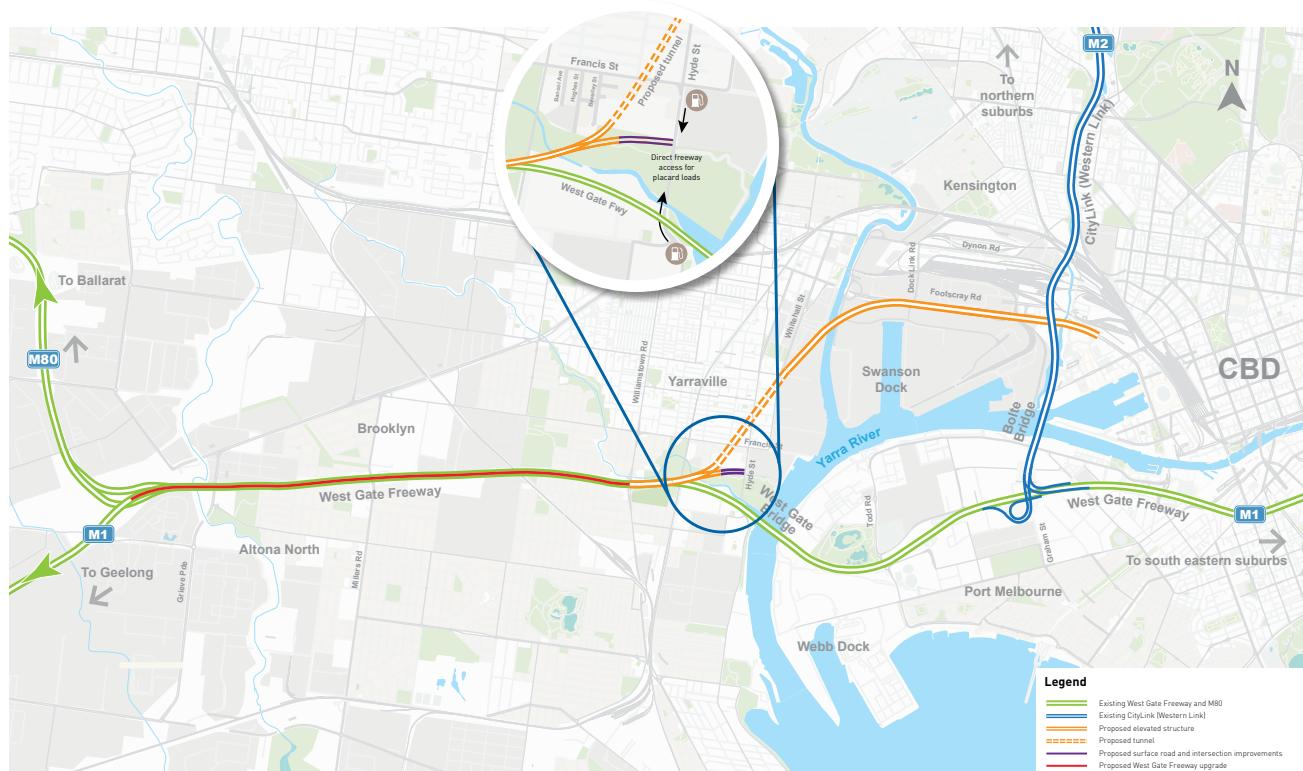 M2
N
To
northern
suburbs
CityLink (Western Link)
Francis St
Hyde St
Proposed tunnel
Hughes St
Direct freeway
access for
placard loads
West Gate Fwy
Kensington
Dynon Rd
Dock Link Rd
Footscray Rd
Whitehall St
To Ballarat
M80
Williamstown Rd
Yarraville
Swanson
Dock
CBD
Bolte
Bridge
Brooklyn
Francis St
Hyde St
Yarra River
West Gate Freeway
West Gate
Bridge
Todd Rd
West Gate Freeway
M1
M1
Altona North
Grieve Pde
Millers Rd
Graham St
To south eastern suburbs
To Geelong
Port Melbourne
Webb Dock
Legend
Existing West Gate Freeway and M80
Existing CityLink (Western Link)
Proposed elevated structure
Proposed tunnel
Proposed surface road and intersection improvements
Proposed West Gate Freeway upgrade